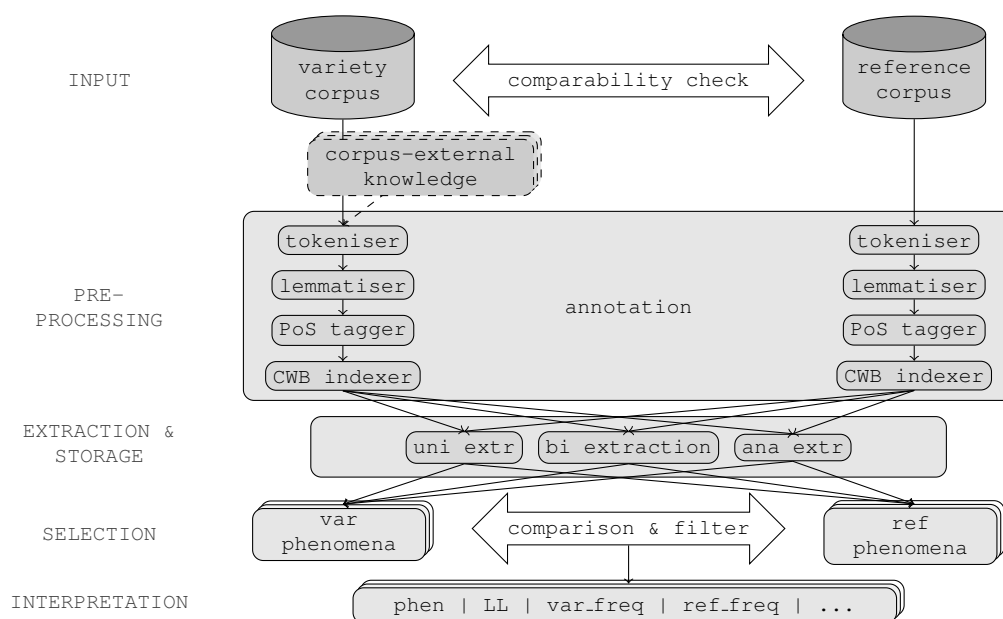 INPUT
variety
corpus
comparability check
reference
corpus
corpus-external
knowledge
PRE-
PROCESSING
tokeniser
lemmatiser
PoS tagger
CWB indexer
annotation
tokeniser
lemmatiser
PoS tagger
CWB indexer
EXTRACTION &
STORAGE
uni extr
bi extraction
ana extr
SELECTION
var
phenomena
comparison & filter
ref
phenomena
INTERPRETATION
phen | LL | var_freq | ref_freq | ...